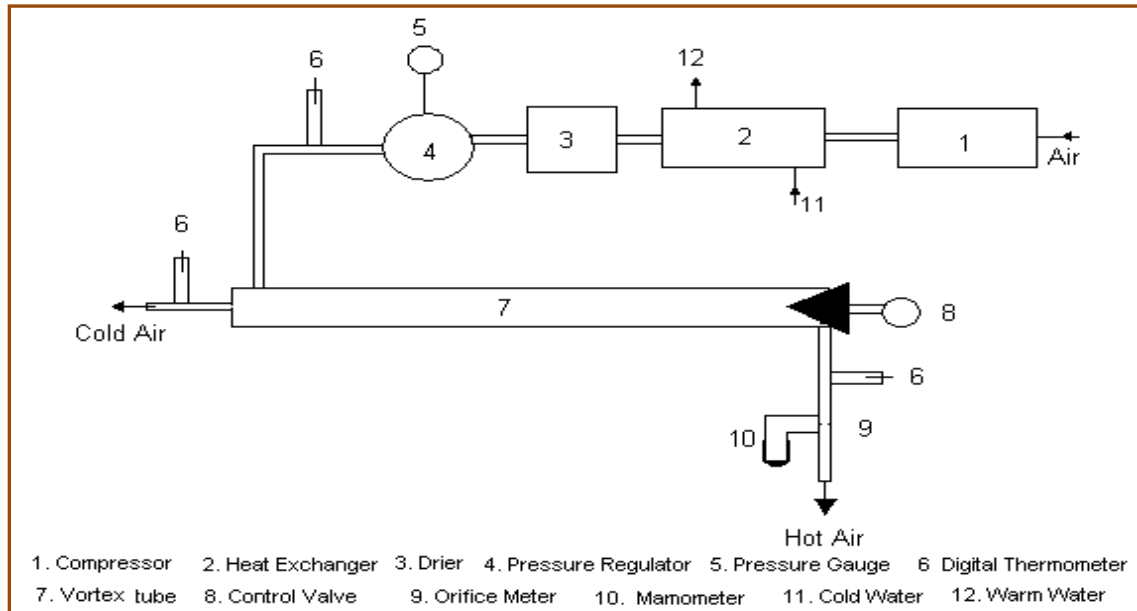 5
6
12
4
3
2
1
Air
11
6
7
8
Cold Air
6
10
9
Hot Air
1. Compressor 2. Heat Exchanger 3. Drier 4. Pressure Regulator 5. Pressure Gauge 6 Digital Thermometer
7. Vortex tube 8. Control Valve 9. Orifice Meter 10. Mamometer 11. Cold Water 12. Warm Water